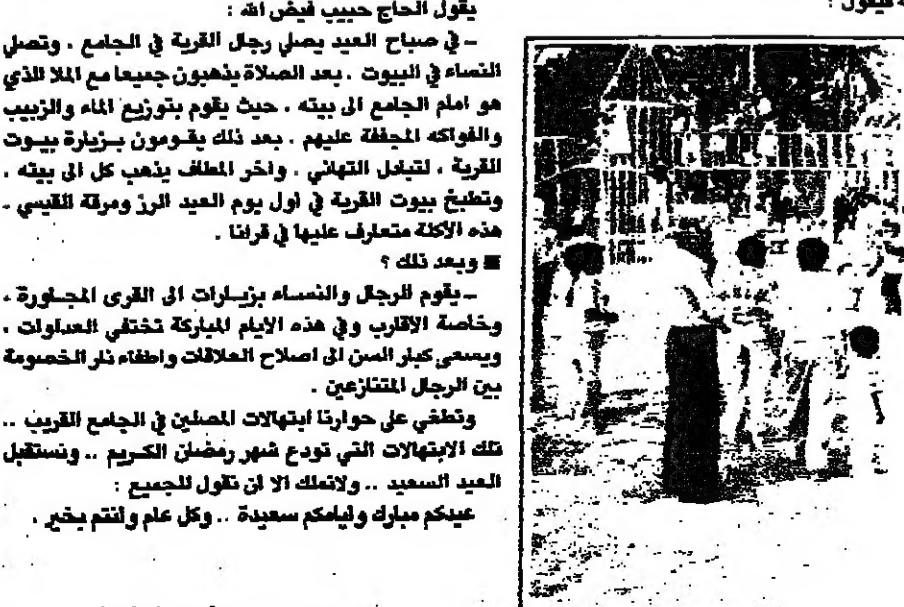 ه فيقول :
يقول الحاج حبيب فيض الله :
ـ في صباح العيد يصلي رجال القرية في الجامع . وتصلي
النساء في البيوت . بعد الصلاة يذهبون جميعا مع الملا الذي
هو امام الجامع الى بيته . حيث يقوم بتوزيع الماء والزبيب
والفواكه المجففة عليهم . بعد ذلك يقومون بزيارة بيوت
القرية ، لتبادل التهاني . واخر المطاف يذهب كل الى بيته .
وتطبخ بيوت القرية في اول يوم العيد الرز ومرقة القيسي ـ
هذه الأكلة متعارف عليها في قرانا .
■ وبعد ذلك ؟
ـ يقوم الرجال والنساء بزيارات الى القرى المجاورة ،
وخاصة الاقارب وفي هذه الايام المباركة تختفي العداوات .
ويسعى كبار السن الى اصلاح العلاقات واطفاء نار الخصومة
بين الرجال المتنازعين .
وتطغي على حوارنا ابتهالات المصلين في الجامع القريب ..
تلك الابتهالات التي تودع شهر رمضان الكريم .. ونستقبل
العيد السعيد .. ولانملك الا ان نقول للجميع :
عيدكم مبارك وايامكم سعيدة .. وكل عام وانتم بخير .